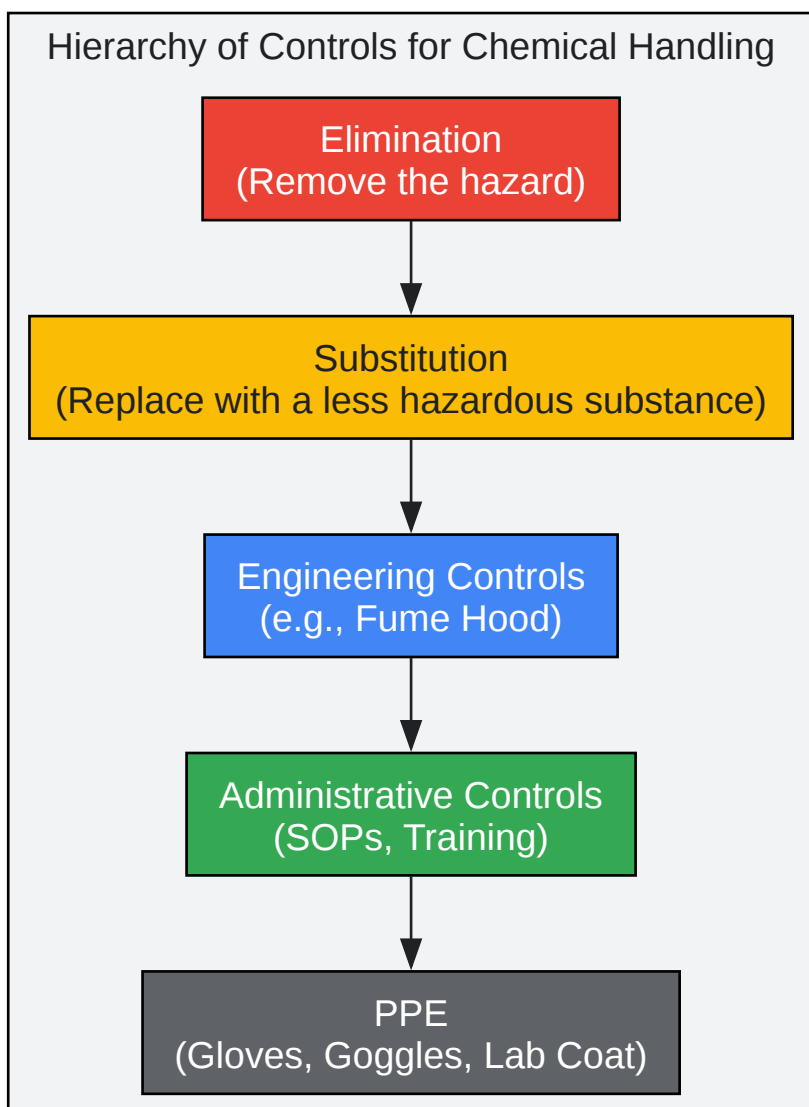 Hierarchy of Controls for Chemical Handling
Elimination
(Remove the hazard)
Substitution
(Replace with a less hazardous substance)
Engineering Controls
(e.g., Fume Hood)
Administrative Controls
(SOPs, Training)
PPE
(Gloves, Goggles, Lab Coat)